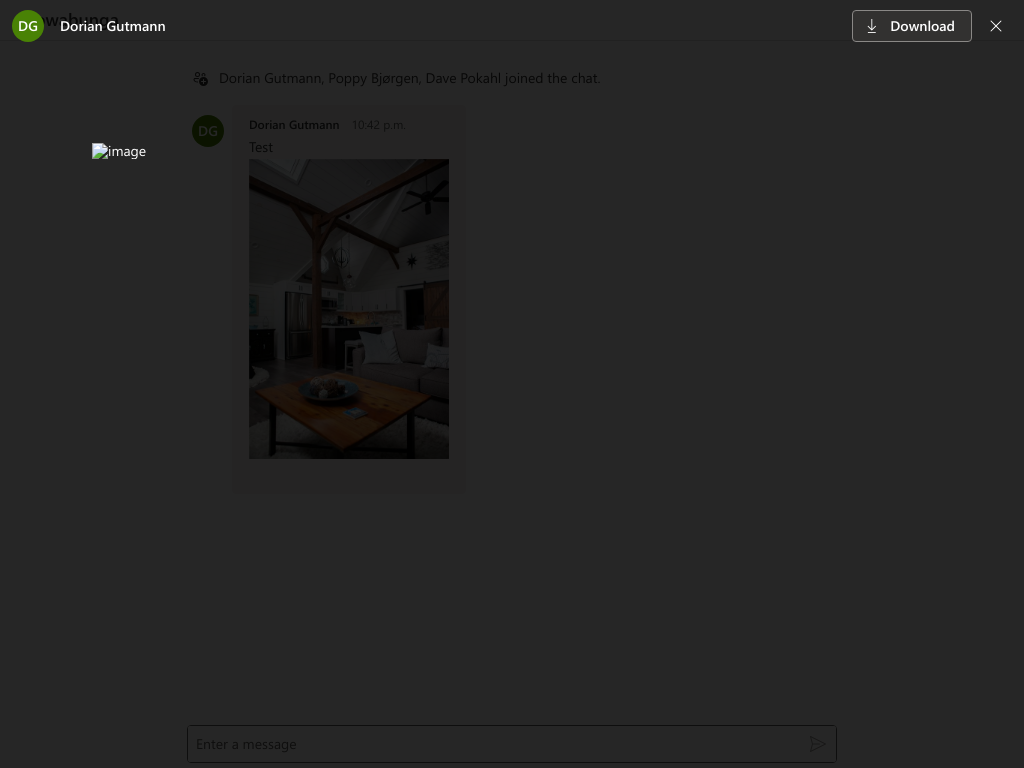 DG
Dorian Gutmann
Download
Dorian Gutmann, Poppy Bjørgen, Dave Pokahl joined the chat.
DG
Dorian Gutmann 10:42 p.m.
Test
image
Enter a message